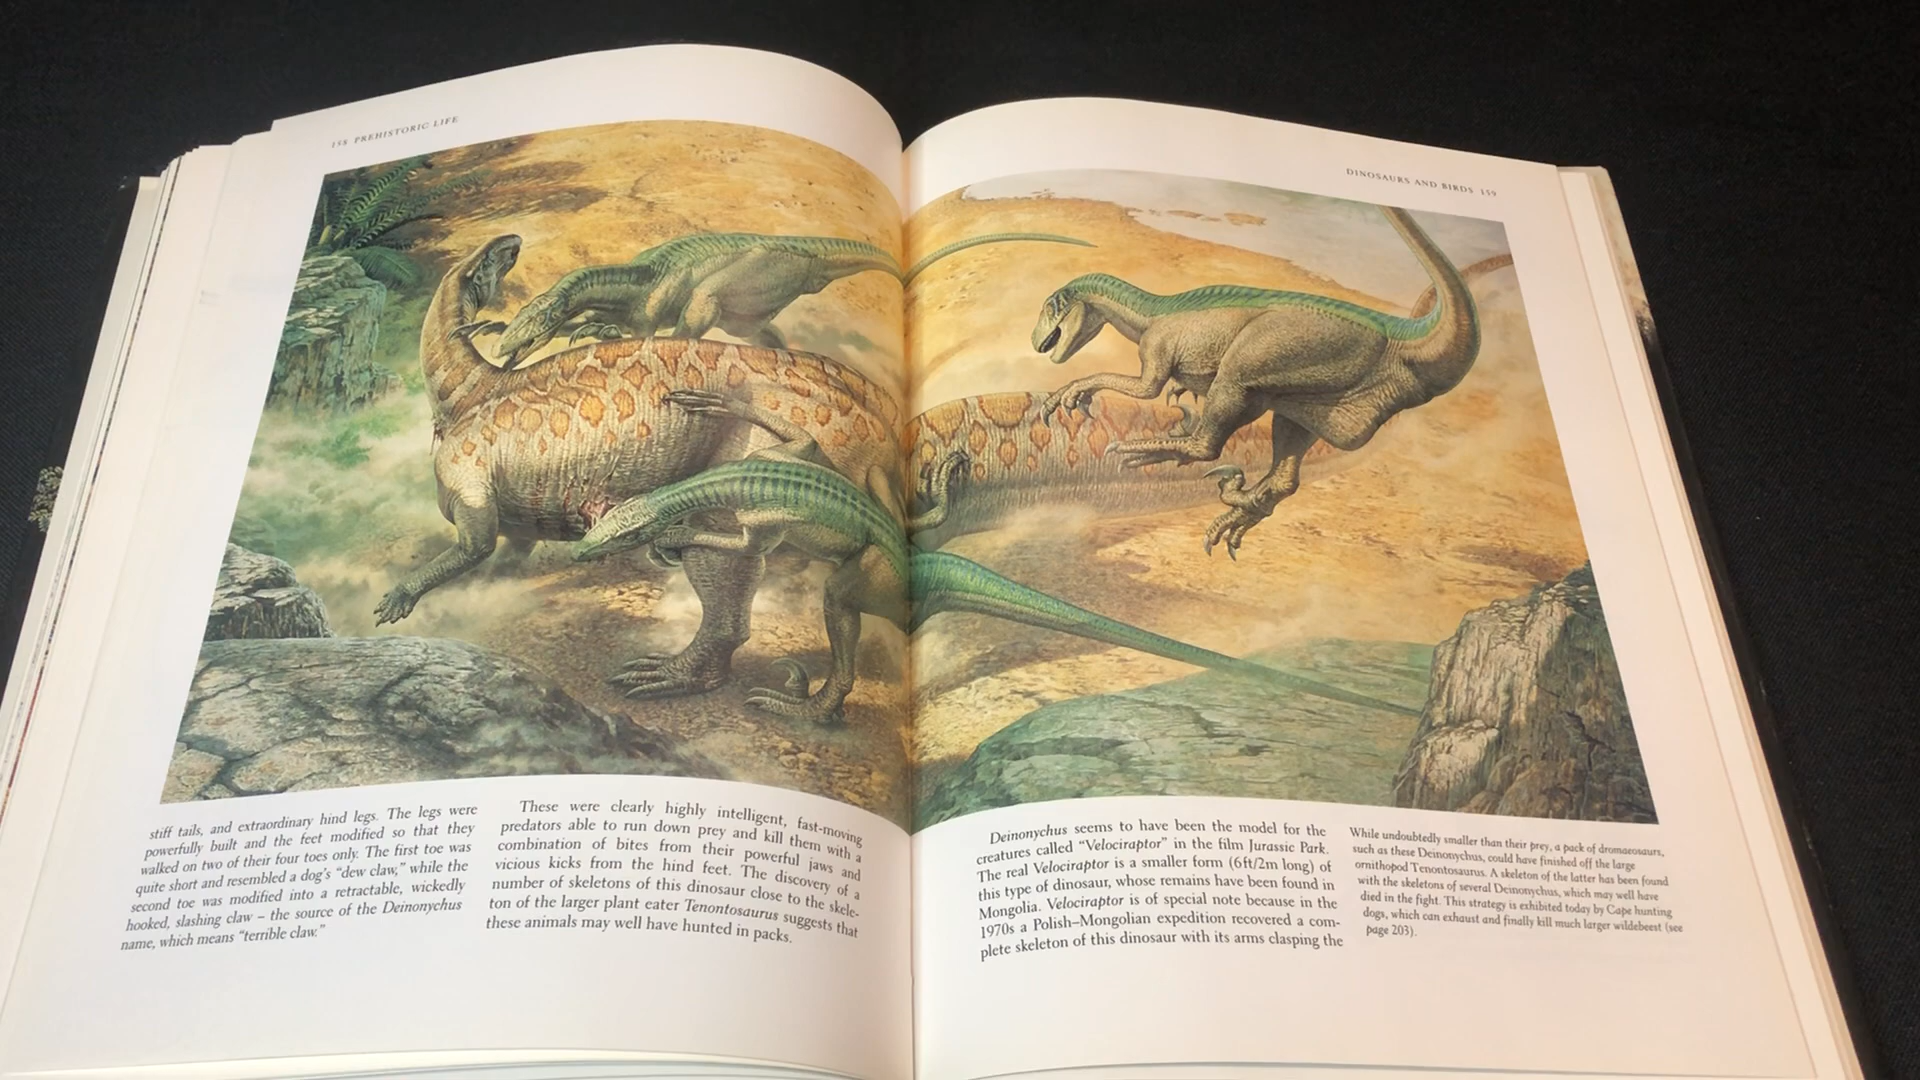 158 PREHISTORIC LIFE
stiff tails, and extraordinary hind legs. The legs were
powerfully built and the feet modified so that they
walked on two of their four toes only. The first toe was
quite short and resembled a dog's "dew claw," while the
second toe was modified into a retractable, wickedly
hooked, slashing claw – the source of the Deinonychus
name, which means "terrible claw."
These were clearly highly intelligent, fast-moving
predators able to run down prey and kill them with a
combination of bites from their powerful jaws and
vicious kicks from the hind feet. The discovery of a
number of skeletons of this dinosaur close to the skele-
ton of the larger plant eater Tenontosaurus suggests that
these animals may well have hunted in packs.
DINOSAURS AND BIRDS 159
Deinonychus seems to have been the model for the
creatures called "Velociraptor" in the film Jurassic Park.
The real Velociraptor is a smaller form (6ft/2m long) of
this type of dinosaur, whose remains have been found in
Mongolia. Velociraptor is of special note because in the
1970s a Polish–Mongolian expedition recovered a com-
plete skeleton of this dinosaur with its arms clasping the
While undoubtedly smaller than their prey, a pack of dromaeosaurs,
such as these Deinonychus, could have finished off the large
ornithopod Tenontosaurus. A skeleton of the latter has been found
with the skeletons of several Deinonychus, which may well have
died in the fight. This strategy is exhibited today by Cape hunting
dogs, which can exhaust and finally kill much larger wildebeest (see
page 203).